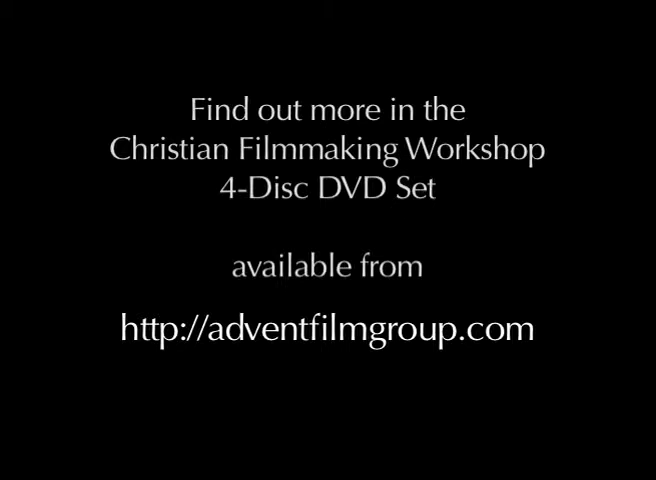 Find out more in the
Christian Filmmaking Workshop
4-Disc DVD Set
available from
http://adventfilmgroup.com